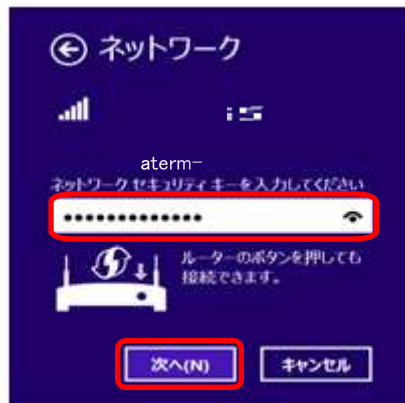 ネットワーク
aterm-
ネットワーク セキュリティ キーを入力してください
•••••••••••••
ルーターのボタンを押しても
接続できます。
次へ(N)
キャンセル